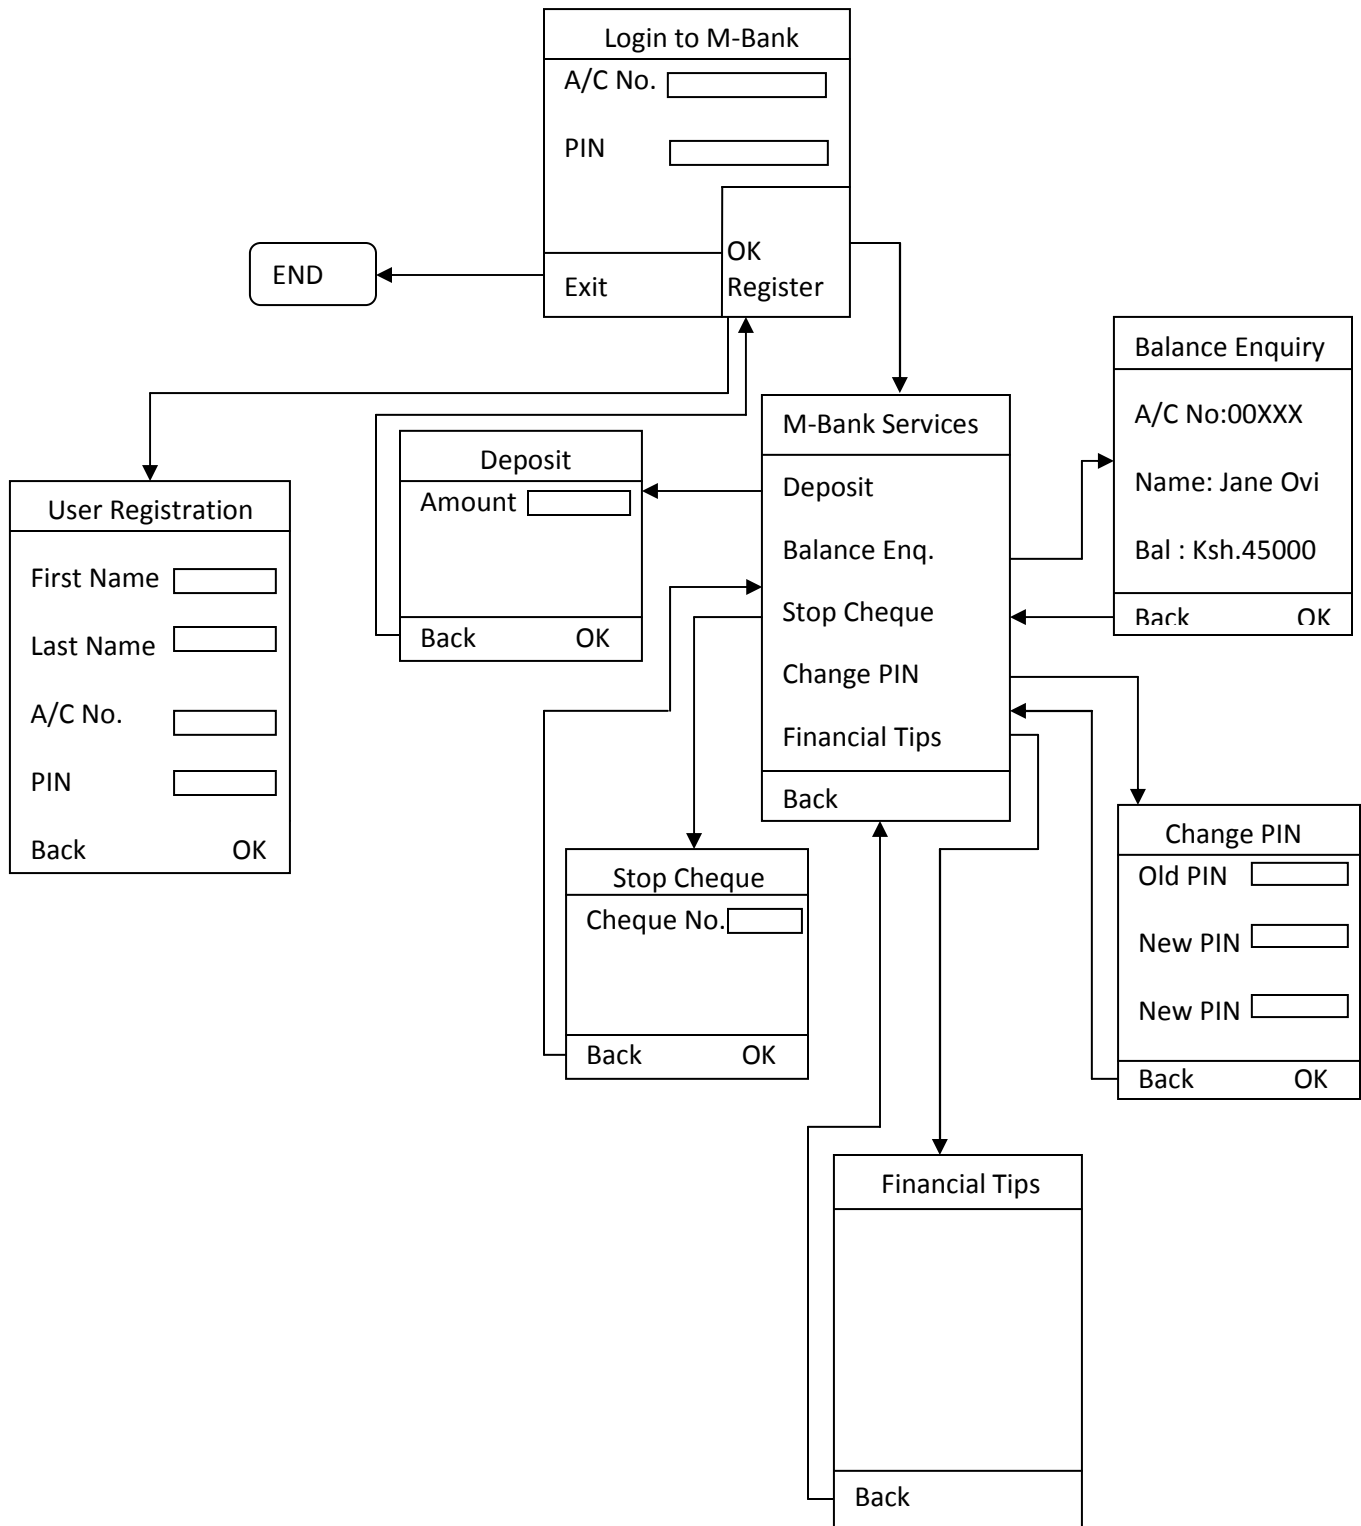 Login to M-Bank
A/C No.
PIN
OK
Exit Register
END
Balance Enquiry
A/C No:00XXX
Name: Jane Ovi
Bal : Ksh.45000
Back OK
M-Bank Services
Deposit
Balance Enq.
Stop Cheque
Change PIN
Financial Tips
Back
Deposit
Amount
Back OK
User Registration
First Name
Last Name
A/C No.
PIN
Back OK
Stop Cheque
Cheque No.
Back OK
Change PIN
Old PIN
New PIN
New PIN
Back OK
Financial Tips
Back